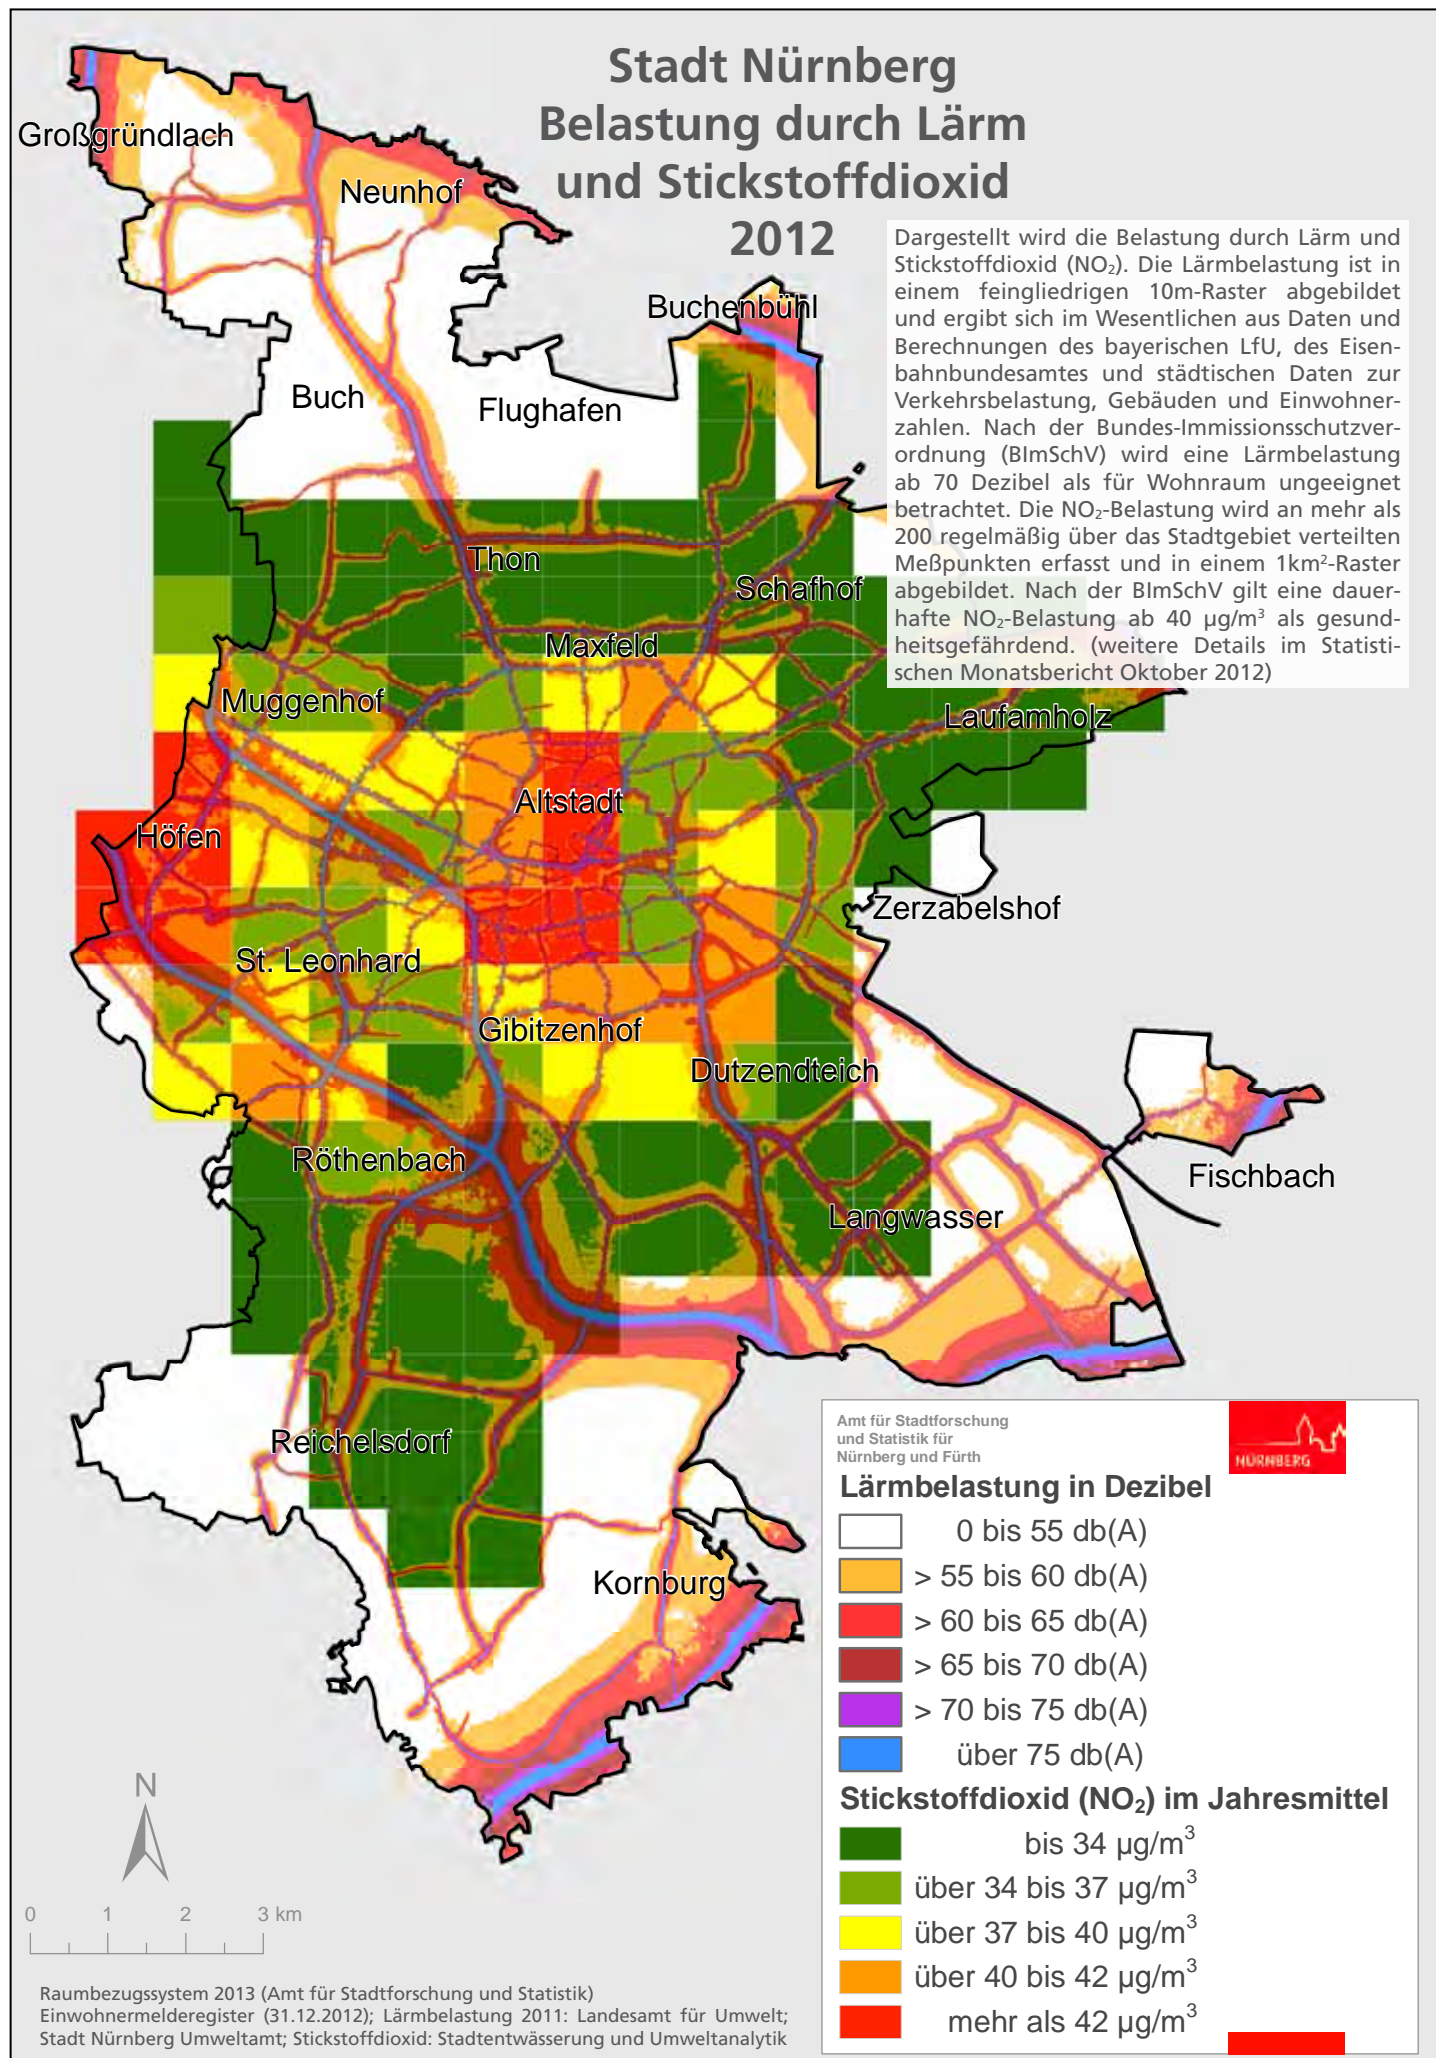 Stadt Nürnberg
Belastung durch Lärm
und Stickstoffdioxid
2012
Dargestellt wird die Belastung durch Lärm und
Stickstoffdioxid (NO₂). Die Lärmbelastung ist in
einem feingliedrigen 10m-Raster abgebildet
und ergibt sich im Wesentlichen aus Daten und
Berechnungen des bayerischen LfU, des Eisen-
bahnbundesamtes und städtischen Daten zur
Verkehrsbelastung, Gebäuden und Einwohner-
zahlen. Nach der Bundes-Immissionsschutzver-
ordnung (BImSchV) wird eine Lärmbelastung
ab 70 Dezibel als für Wohnraum ungeeignet
betrachtet. Die NO₂-Belastung wird an mehr als
200 regelmäßig über das Stadtgebiet verteilten
Meßpunkten erfasst und in einem 1km²-Raster
abgebildet. Nach der BImSchV gilt eine dauer-
hafte NO₂-Belastung ab 40 µg/m³ als gesund-
heitsgefährdend. (weitere Details im Statisti-
schen Monatsbericht Oktober 2012)
Großgründlach
Neunhof
Buchenbühl
Buch
Flughafen
Thon
Schafhof
Maxfeld
Muggenhof
Laufamholz
Altstadt
Höfen
Zerzabelshof
St. Leonhard
Gibitzenhof
Dutzendteich
Röthenbach
Fischbach
Langwasser
Reichelsdorf
Kornburg
Amt für Stadtforschung
und Statistik für
Nürnberg und Fürth
NÜRNBERG
Lärmbelastung in Dezibel
0 bis 55 db(A)
> 55 bis 60 db(A)
> 60 bis 65 db(A)
> 65 bis 70 db(A)
> 70 bis 75 db(A)
über 75 db(A)
Stickstoffdioxid (NO₂) im Jahresmittel
bis 34 µg/m³
über 34 bis 37 µg/m³
über 37 bis 40 µg/m³
über 40 bis 42 µg/m³
mehr als 42 µg/m³
N
0 1 2 3 km
Raumbezugssystem 2013 (Amt für Stadtforschung und Statistik)
Einwohnermelderegister (31.12.2012); Lärmbelastung 2011: Landesamt für Umwelt;
Stadt Nürnberg Umweltamt; Stickstoffdioxid: Stadtentwässerung und Umweltanalytik